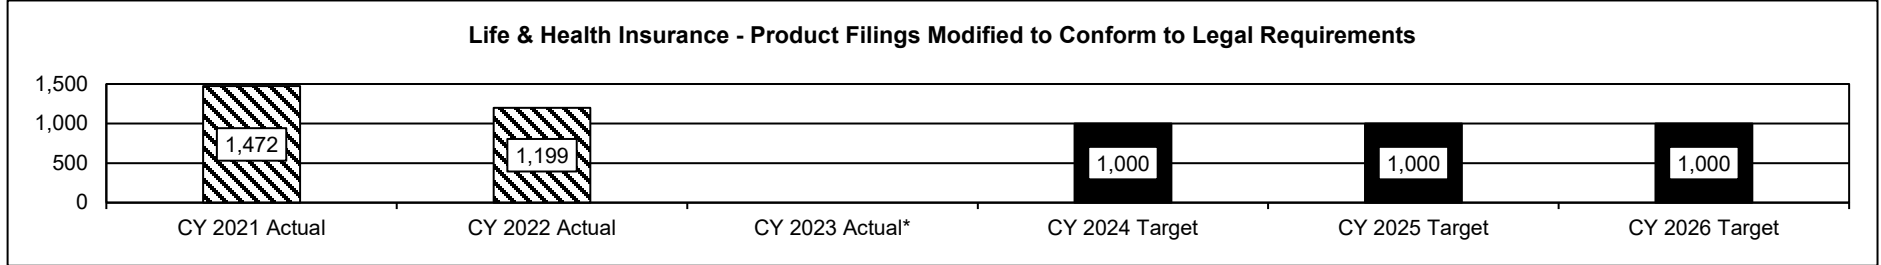 Life & Health Insurance - Product Filings Modified to Conform to Legal Requirements
1,500
1,000
500
0
1,472
1,199
1,000
1,000
1,000
CY 2021 Actual
CY 2022 Actual
CY 2023 Actual*
CY 2024 Target
CY 2025 Target
CY 2026 Target